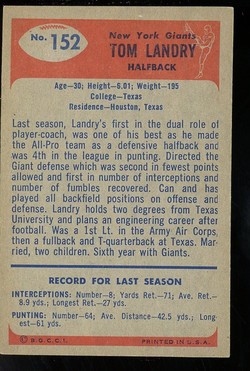 No. 152
New York Giants
TOM LANDRY
HALFBACK
Age—30; Height—6.01; Weight—195
College—Texas
Residence—Houston, Texas
Last season, Landry's first in the dual role of
player-coach, was one of his best as he made
the All-Pro team as a defensive halfback and
was 4th in the league in punting. Directed the
Giant defense which was second in fewest points
allowed and first in number of interceptions and
number of fumbles recovered. Can and has
played all backfield positions on offense and
defense. Landry holds two degrees from Texas
University and plans an engineering career after
football. Was a 1st Lt. in the Army Air Corps,
then a fullback and T-quarterback at Texas. Mar-
ried, two children. Sixth year with Giants.
RECORD FOR LAST SEASON
INTERCEPTIONS: Number—8; Yards Ret.—71; Ave. Ret.—
8.9 yds.; Longest Ret.—27 yds.
PUNTING: Number—64; Ave. Distance—42.5 yds.; Long-
est—61 yds.
© B.G.C.C.I.
PRINTED IN U.S.A.